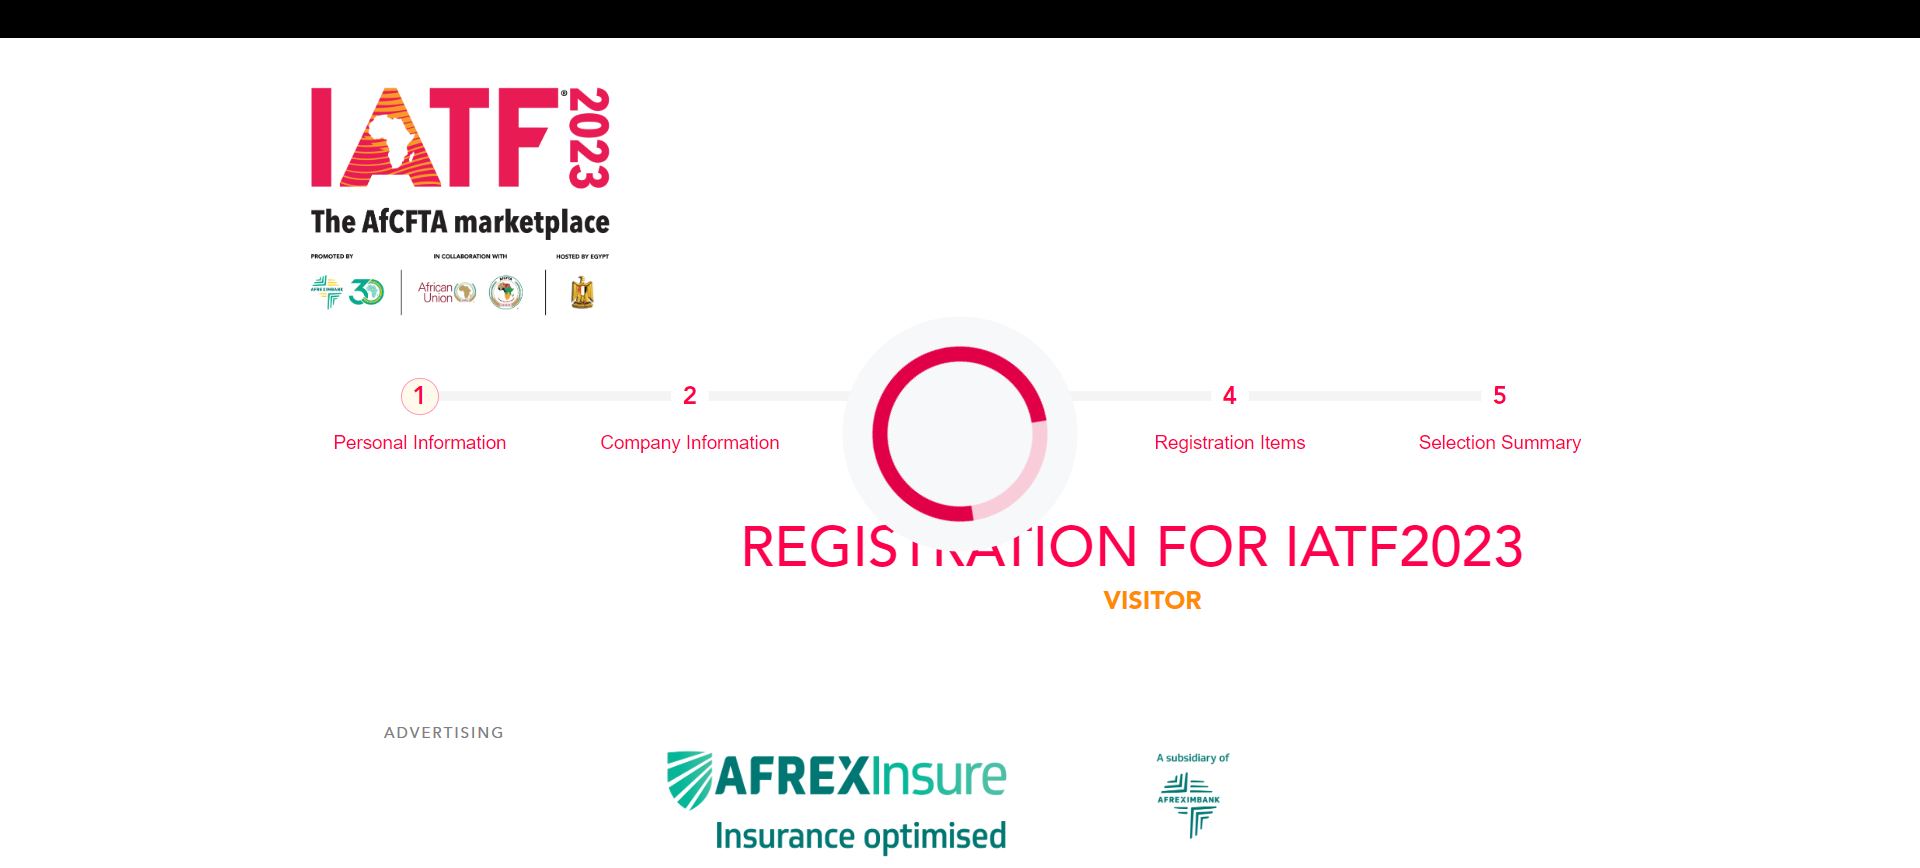 IATF® 2023
The AfCFTA marketplace
PROMOTED BY
IN COLLABORATION WITH
HOSTED BY EGYPT
AFREXIMBANK
30
African Union
1
2
4
5
Personal Information
Company Information
Registration Items
Selection Summary
REGISTRATION FOR IATF2023
VISITOR
ADVERTISING
AFREXInsure
Insurance optimised
A subsidiary of
AFREXIMBANK